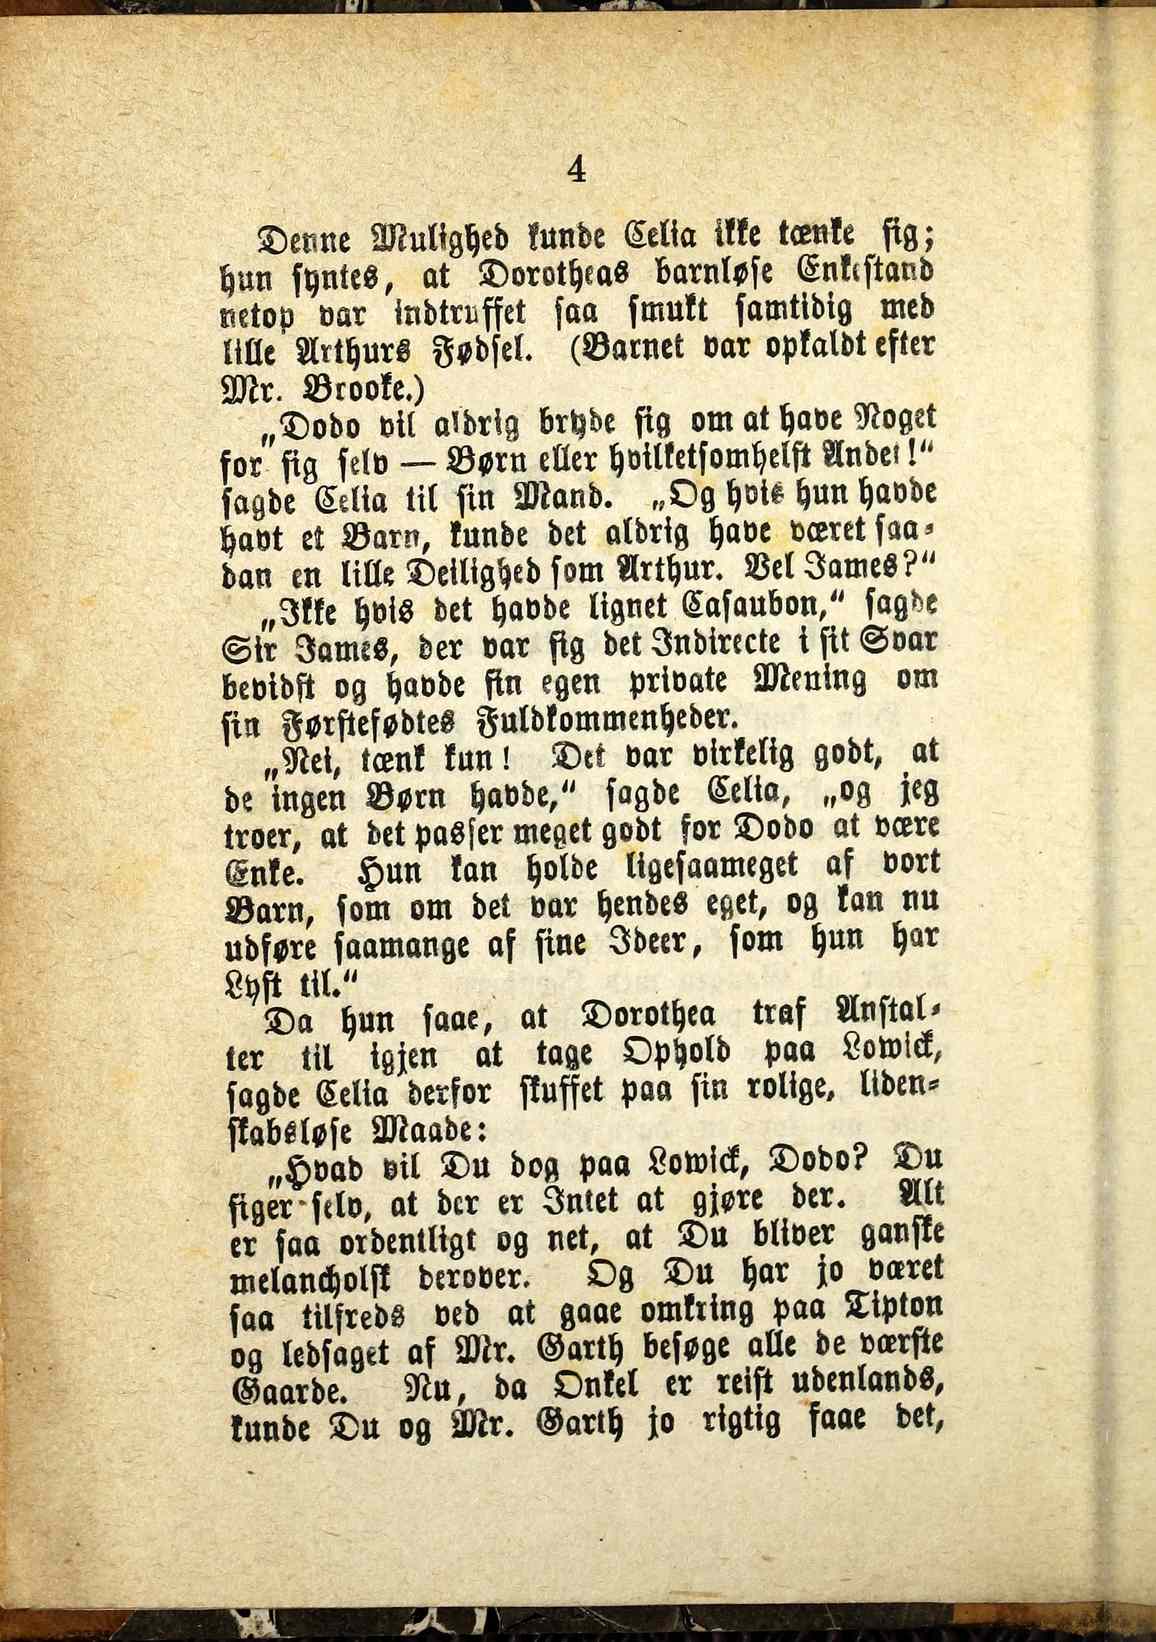 4
Denne Mulighed kunde Celia ikke tænke sig;
hun syntes, at Dorotheas barnløse Enkestand
netop var indtruffet saa smukt samtidig med
lille Arthurs Fødsel. (Barnet var opkaldt efter
Mr. Brooke.)
„Dodo vil aldrig bryde sig om at have Noget
for sig selv — Børn eller hvilketsomhelst Andet!“
sagde Celia til sin Mand. „Og hvis hun havde
havt et Barn, kunde det aldrig have været saa-
dan en lille Deilighed som Arthur. Vel James?“
„Ikke hvis det havde lignet Casaubon,“ sagde
Sir James, der var sig det Indirecte i sit Svar
bevidst og havde sin egen private Mening om
sin Førstefødtes Fuldkommenheder.
„Nei, tænk kun! Det var virkelig godt, at
de ingen Børn havde,“ sagde Celia, „og jeg
troer, at det passer meget godt for Dodo at være
Enke. Hun kan holde ligesaameget af vort
Barn, som om det var hendes eget, og kan nu
udføre saamange af sine Ideer, som hun har
Lyst til.“
Da hun saae, at Dorothea traf Anstal-
ter til igjen at tage Ophold paa Lowick,
sagde Celia derfor skuffet paa sin rolige, liden-
skabsløse Maade:
„Hvad vil Du dog paa Lowick, Dodo? Du
siger selv, at der er Intet at gjøre der. Alt
er saa ordentligt og net, at Du bliver ganske
melancholsk derover. Og Du har jo været
saa tilfreds ved at gaae omkring paa Tipton
og ledsaget af Mr. Garth besøge alle de værste
Gaarde. Nu, da Onkel er reist udenlands,
kunde Du og Mr. Garth jo rigtig faae det,